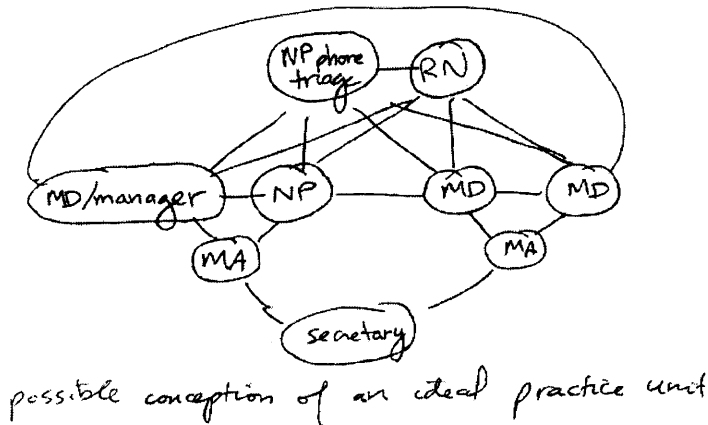 NP phone
triage
RN
MD/manager
NP
MD
MD
MA
MA
secretary
possible conception of an ideal practice unit